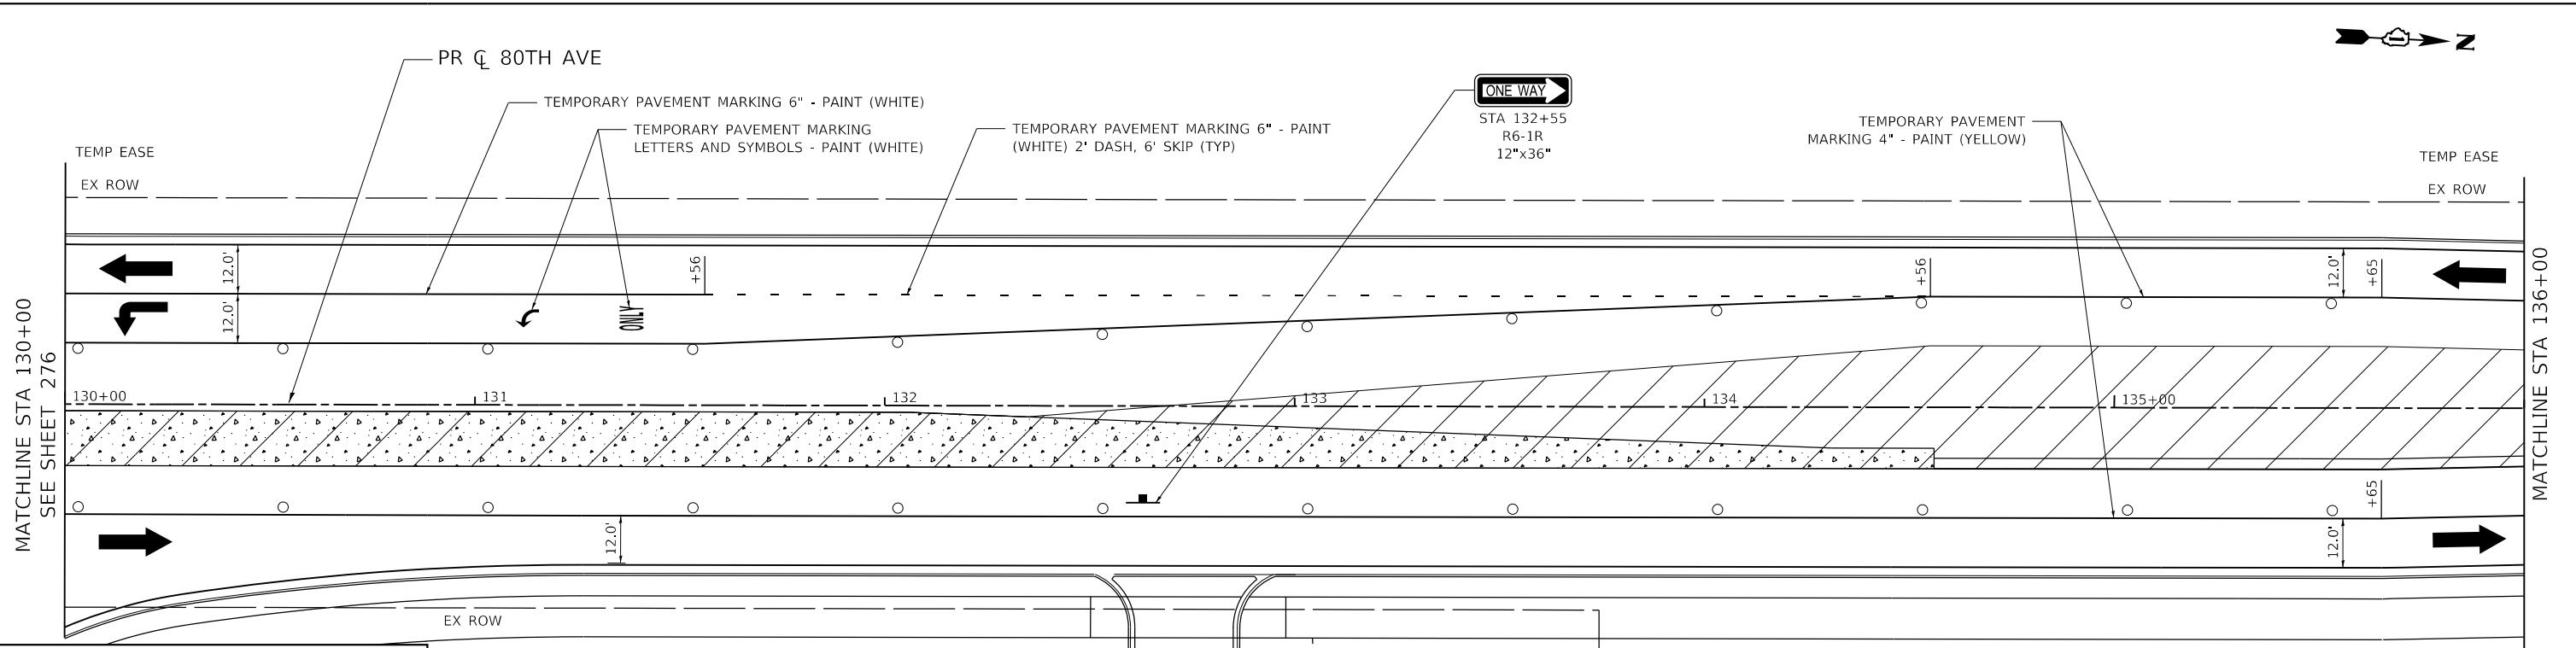 N
PR ℄ 80TH AVE
TEMPORARY PAVEMENT MARKING 6" - PAINT (WHITE)
TEMPORARY PAVEMENT MARKING
LETTERS AND SYMBOLS - PAINT (WHITE)
TEMPORARY PAVEMENT MARKING 6" - PAINT
(WHITE) 2' DASH, 6' SKIP (TYP)
ONE WAY
STA 132+55
R6-1R
12"x36"
TEMPORARY PAVEMENT
MARKING 4" - PAINT (YELLOW)
TEMP EASE
EX ROW
TEMP EASE
EX ROW
12.0'
12.0'
+56
ONLY
+56
12.0'
+65
MATCHLINE STA 130+00
SEE SHEET 276
MATCHLINE STA 136+00
130+00
131
132
133
134
135+00
+65
12.0'
12.0'
EX ROW